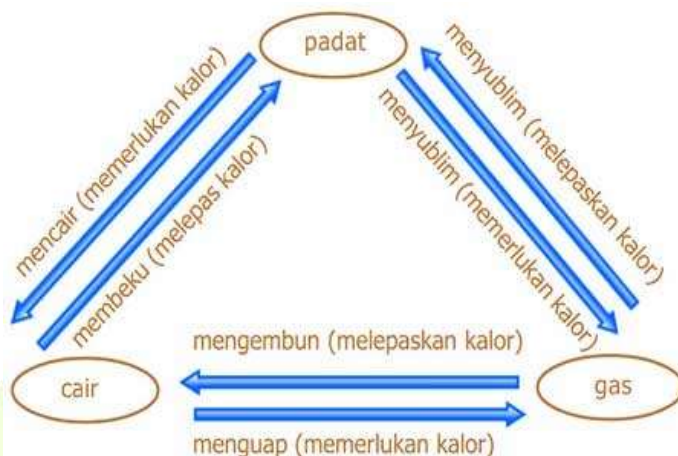 padat
mencair (memerlukan kalor)
membeku (melepas kalor)
menyublim (memerlukan kalor)
menyublim (melepaskan kalor)
mengembun (melepaskan kalor)
cair
gas
menguap (memerlukan kalor)